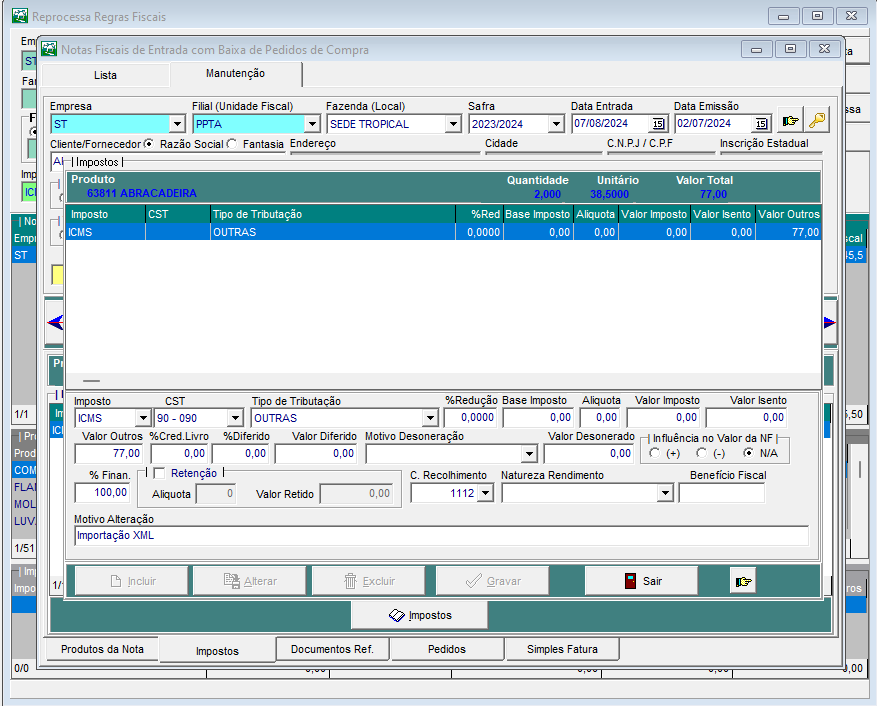 Reprocessa Regras Fiscais
Notas Fiscais de Entrada com Baixa de Pedidos de Compra
Lista
Manutenção
Empresa
Filial (Unidade Fiscal)
Fazenda (Local)
Safra
Data Entrada
Data Emissão
ST
PPTA
SEDE TROPICAL
2023/2024
07/08/2024
15
02/07/2024
15
Cliente/Fornecedor
Razão Social
Fantasia
Endereço
Cidade
C.N.P.J / C.P.F
Inscrição Estadual
Impostos
Produto
Quantidade
Unitário
Valor Total
63811 ABRACADEIRA
2,000
38,5000
77,00
Imposto
CST
Tipo de Tributação
%Red
Base Imposto
Aliquota
Valor Imposto
Valor Isento
Valor Outros
ICMS
OUTRAS
0,0000
0,00
0,00
0,00
0,00
77,00
Imposto
CST
Tipo de Tributação
%Redução
Base Imposto
Aliquota
Valor Imposto
Valor Isento
ICMS
90 - 090
OUTRAS
0,0000
0,00
0,00
0,00
0,00
Valor Outros
%Cred.Livro
%Diferido
Valor Diferido
Motivo Desoneração
Valor Desonerado
Influência no Valor da NF
77,00
0,00
0,00
0,00
0,00
(+)
(-)
N/A
% Finan.
Retenção
C. Recolhimento
Natureza Rendimento
Benefício Fiscal
100,00
Aliquota
0
Valor Retido
0,00
1112
Motivo Alteração
Importação XML
Incluir
Alterar
Excluir
Gravar
Sair
Impostos
Produtos da Nota
Impostos
Documentos Ref.
Pedidos
Simples Fatura
ST
1/1
1/51
0/0